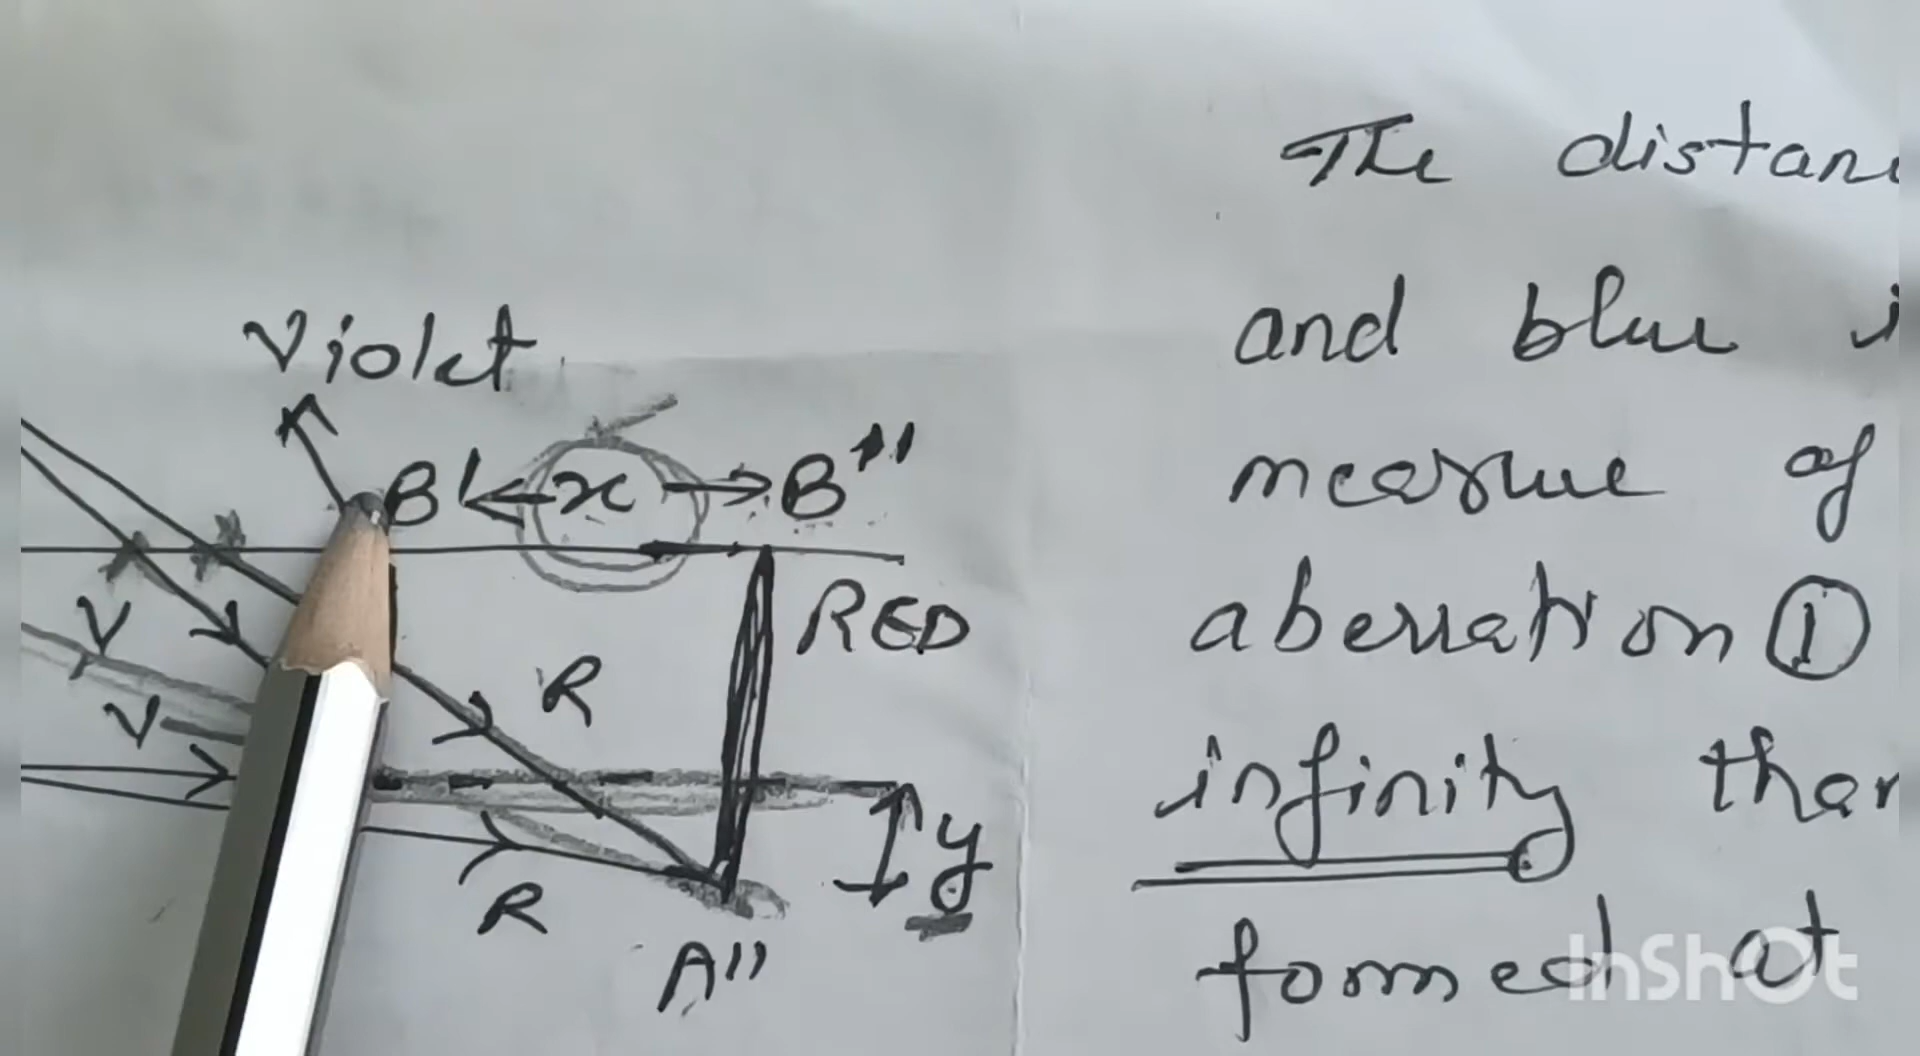 The distan
and blue i
measure of
aberration ①
infinity than
formed at
Violet
B' ← x → B"
RED
V
R
V
y
R
A"
InShOt